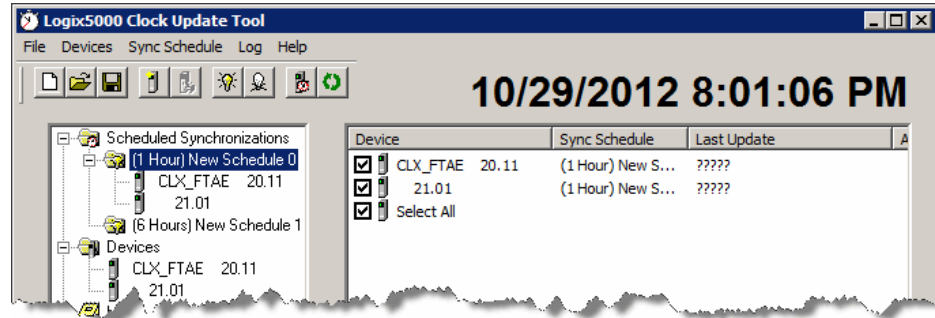 Logix5000 Clock Update Tool
File Devices Sync Schedule Log Help
10/29/2012 8:01:06 PM
Scheduled Synchronizations
(1 Hour) New Schedule 0
CLX_FTAE 20.11
21.01
(6 Hours) New Schedule 1
Devices
CLX_FTAE 20.11
21.01
Device Sync Schedule Last Update A
CLX_FTAE 20.11 (1 Hour) New S... ?????
21.01 (1 Hour) New S... ?????
Select All